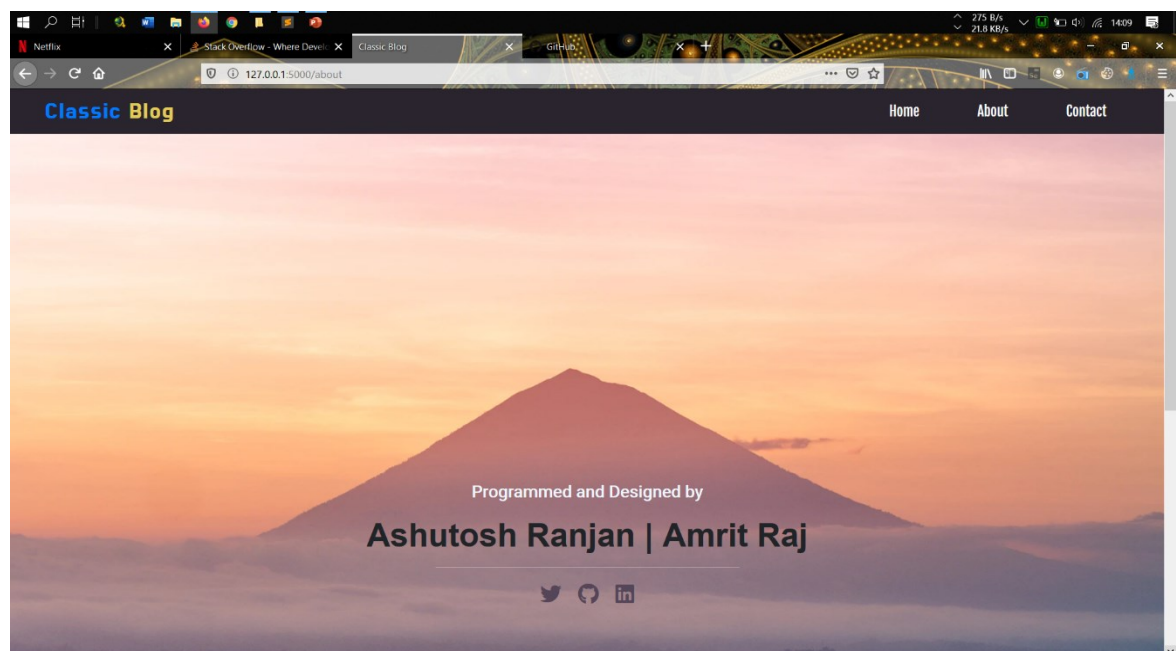 275 B/s
21.8 KB/s
14:09
Netflix
Stack Overflow - Where Develo
Classic Blog
GitHub
127.0.0.1:5000/about
Classic Blog
Home About Contact
Programmed and Designed by
Ashutosh Ranjan | Amrit Raj